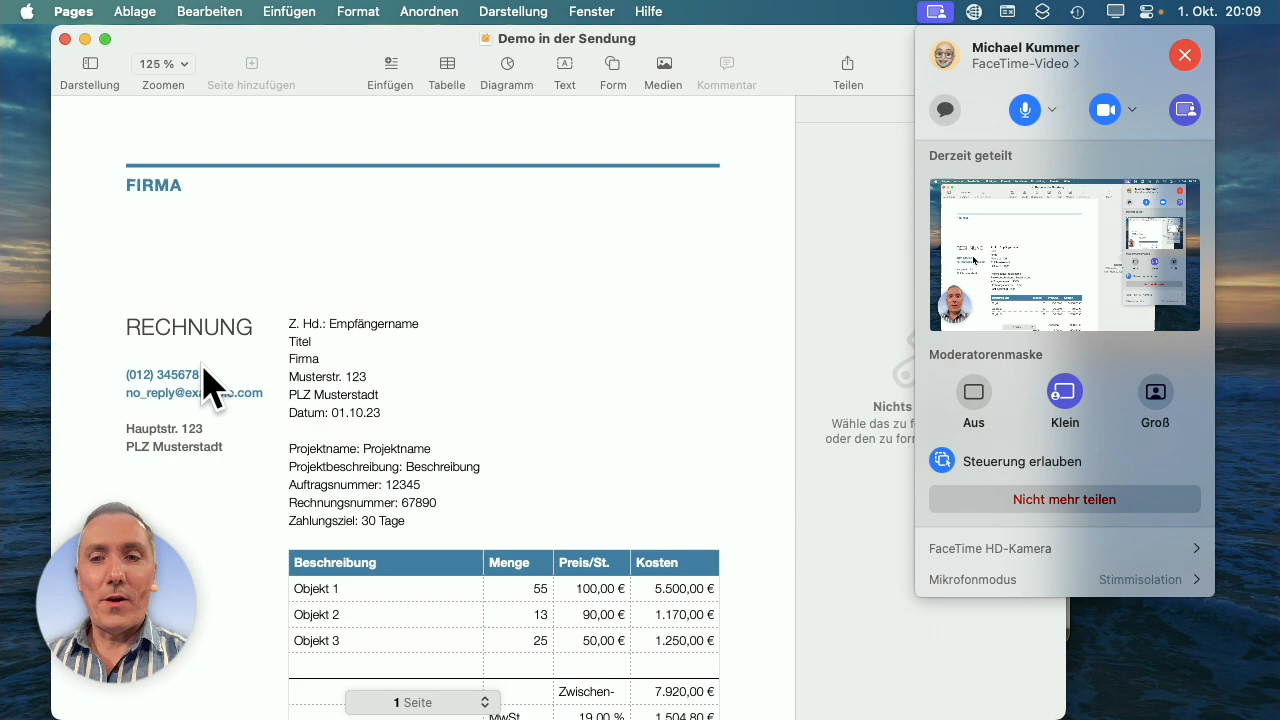 Pages Ablage Bearbeiten Einfügen Format Anordnen Darstellung Fenster Hilfe 1. Okt. 20:09
Demo in der Sendung
125 %
Darstellung Zoomen Seite hinzufügen Einfügen Tabelle Diagramm Text Form Medien Kommentar Teilen
FIRMA
RECHNUNG
(012) 345678
no_reply@ex
.com
Hauptstr. 123
PLZ Musterstadt
Z. Hd.: Empfängername
Titel
Firma
Musterstr. 123
PLZ Musterstadt
Datum: 01.10.23
Projektname: Projektname
Projektbeschreibung: Beschreibung
Auftragsnummer: 12345
Rechnungsnummer: 67890
Zahlungsziel: 30 Tage
Beschreibung Menge Preis/St. Kosten
Objekt 1 55 100,00 € 5.500,00 €
Objekt 2 13 90,00 € 1.170,00 €
Objekt 3 25 50,00 € 1.250,00 €
Zwischen- 7.920,00 €
MwSt. 19,00 % 1.504,80 €
1 Seite
Nichts
Wähle das zu
oder den zu
Michael Kummer
FaceTime-Video
Derzeit geteilt
Moderatorenmaske
Aus Klein Groß
Steuerung erlauben
Nicht mehr teilen
FaceTime HD-Kamera
Mikrofonmodus Stimmisolation